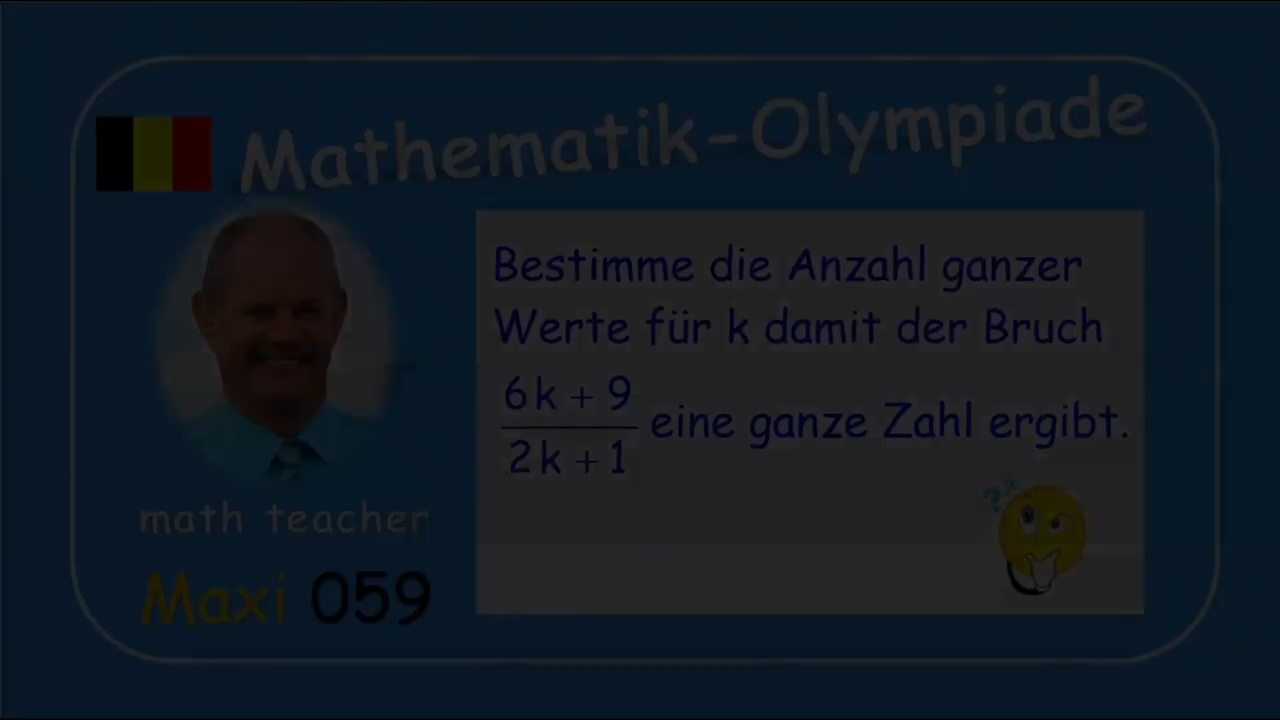 Mathematik-Olympiade
Bestimme die Anzahl ganzer
Werte für k damit der Bruch
6k + 9
2k + 1
eine ganze Zahl ergibt.
??
math teacher
Maxi 059